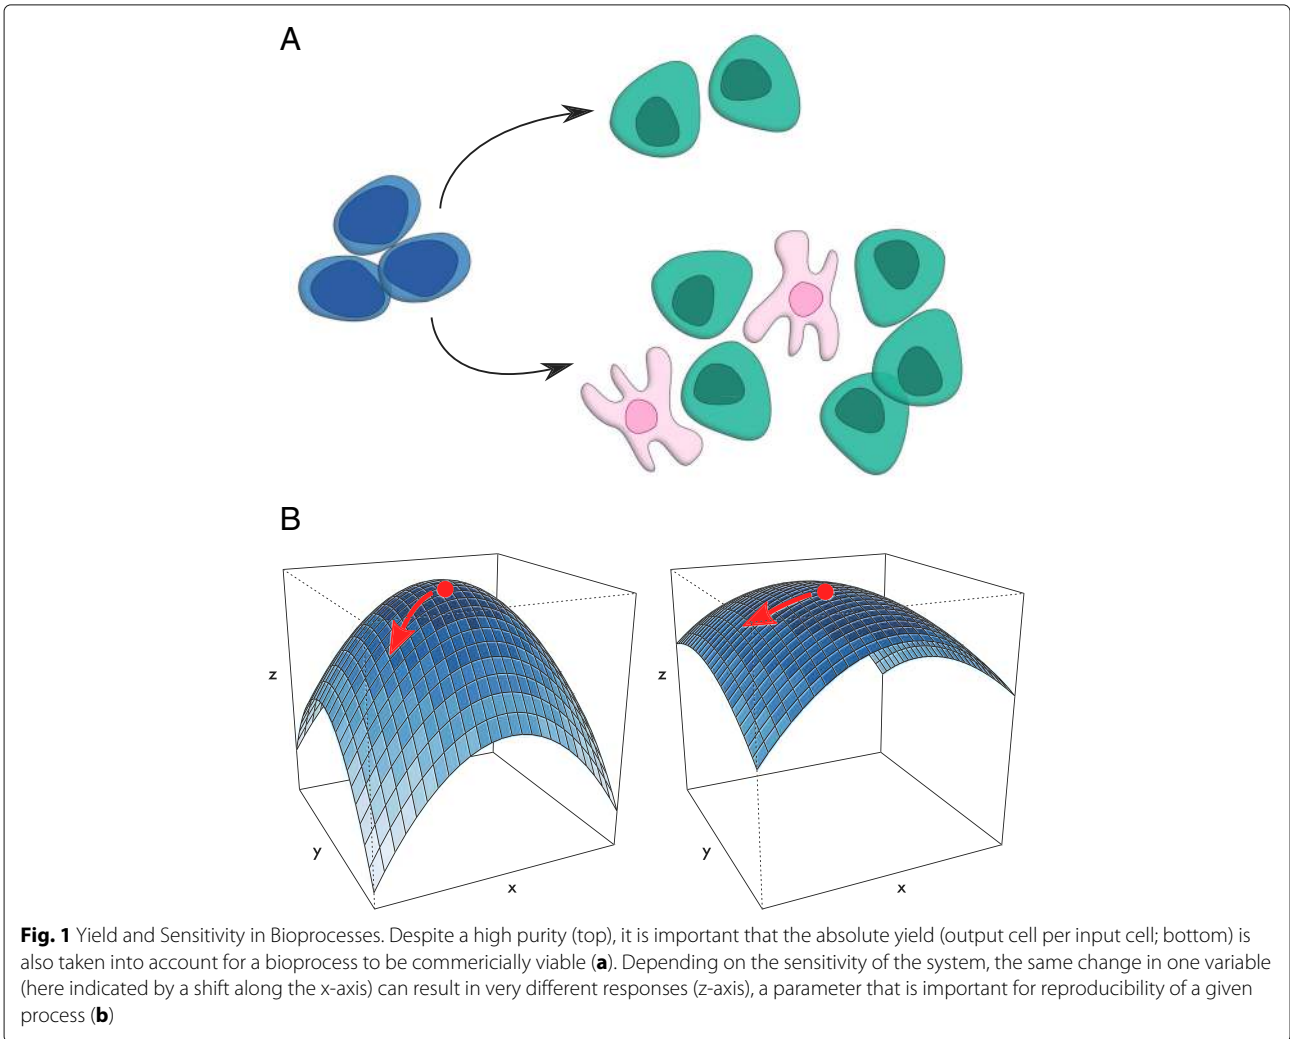 A
B
z
y
x
z
y
x
Fig. 1 Yield and Sensitivity in Bioprocesses. Despite a high purity (top), it is important that the absolute yield (output cell per input cell; bottom) is
also taken into account for a bioprocess to be commericially viable (a). Depending on the sensitivity of the system, the same change in one variable
(here indicated by a shift along the x-axis) can result in very different responses (z-axis), a parameter that is important for reproducibility of a given
process (b)